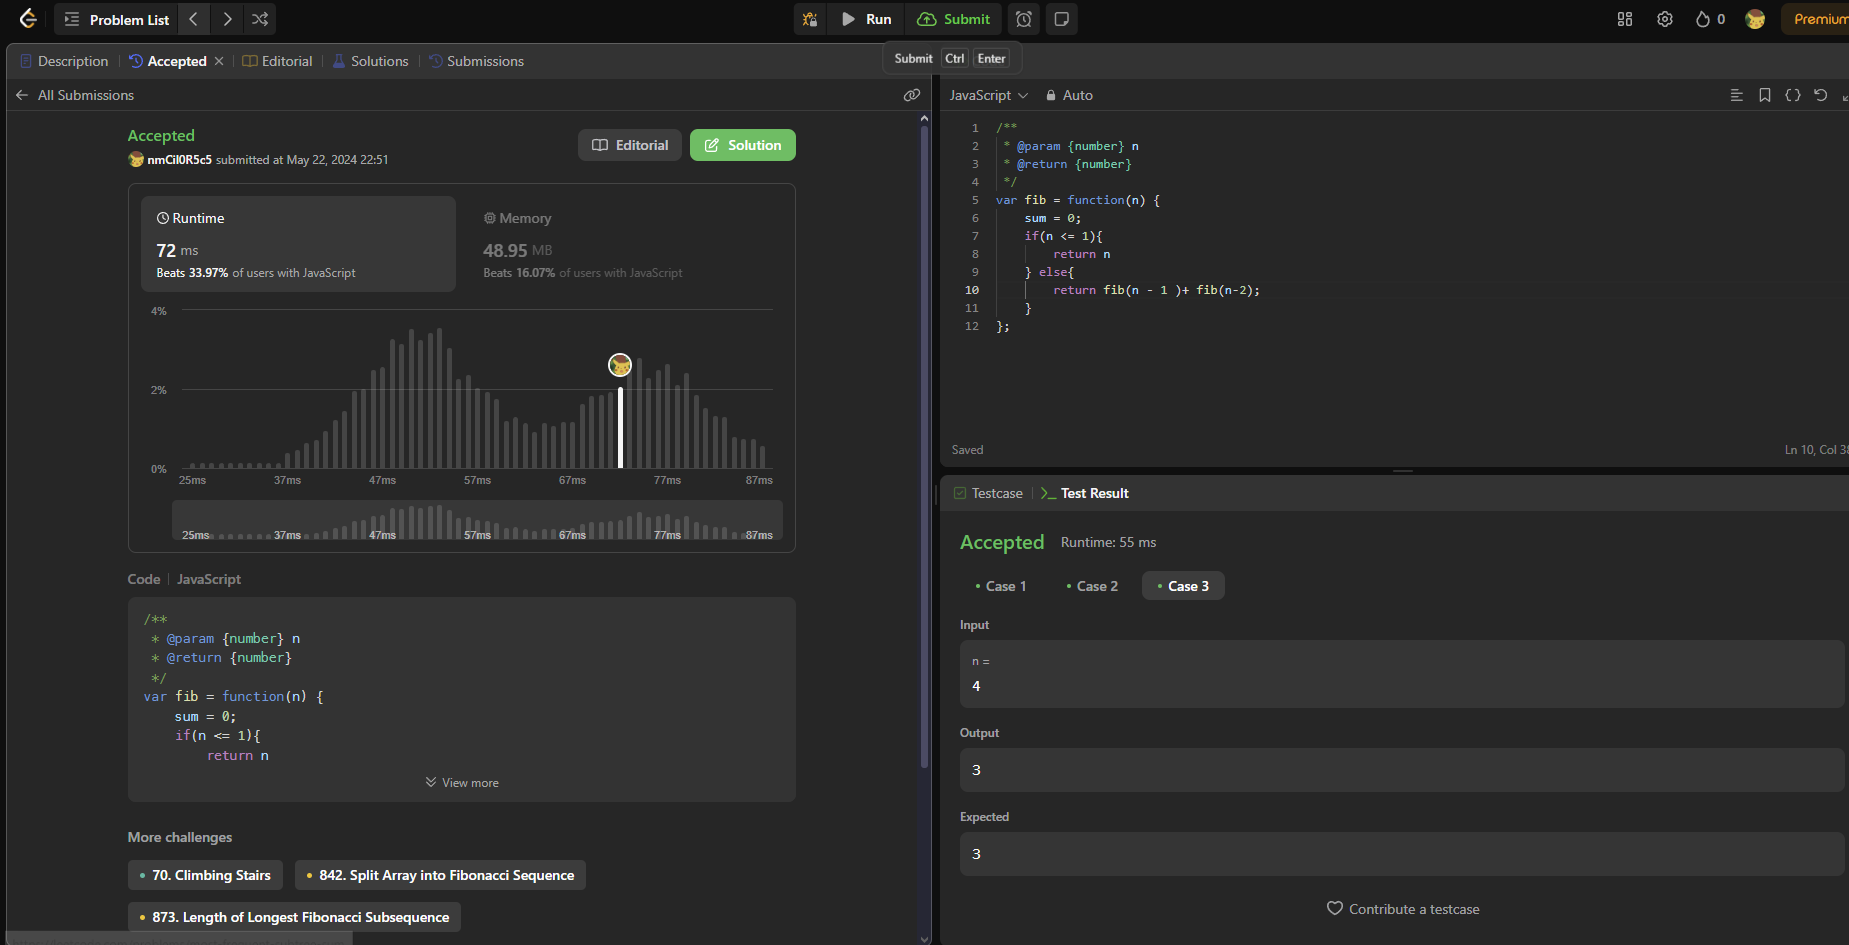 Problem List
Run
Submit
0
Premium
Description
Accepted
Editorial
Solutions
Submissions
Submit Ctrl Enter
All Submissions
Accepted
nmCil0R5c5 submitted at May 22, 2024 22:51
Editorial
Solution
Runtime
72 ms
Beats 33.97% of users with JavaScript
Memory
48.95 MB
Beats 16.07% of users with JavaScript
4%
2%
0%
25ms 37ms 47ms 57ms 67ms 77ms 87ms
25ms 37ms 47ms 57ms 67ms 77ms 87ms
Code | JavaScript
/**
 * @param {number} n
 * @return {number}
 */
var fib = function(n) {
    sum = 0;
    if(n <= 1){
        return n
View more
More challenges
70. Climbing Stairs
842. Split Array into Fibonacci Sequence
873. Length of Longest Fibonacci Subsequence
JavaScript
Auto
1 /**
2  * @param {number} n
3  * @return {number}
4  */
5 var fib = function(n) {
6     sum = 0;
7     if(n <= 1){
8         return n
9     } else{
10         return fib(n - 1 )+ fib(n-2);
11     }
12 };
Saved
Ln 10, Col 38
Testcase
>_ Test Result
Accepted Runtime: 55 ms
Case 1
Case 2
Case 3
Input
n =
4
Output
3
Expected
3
Contribute a testcase